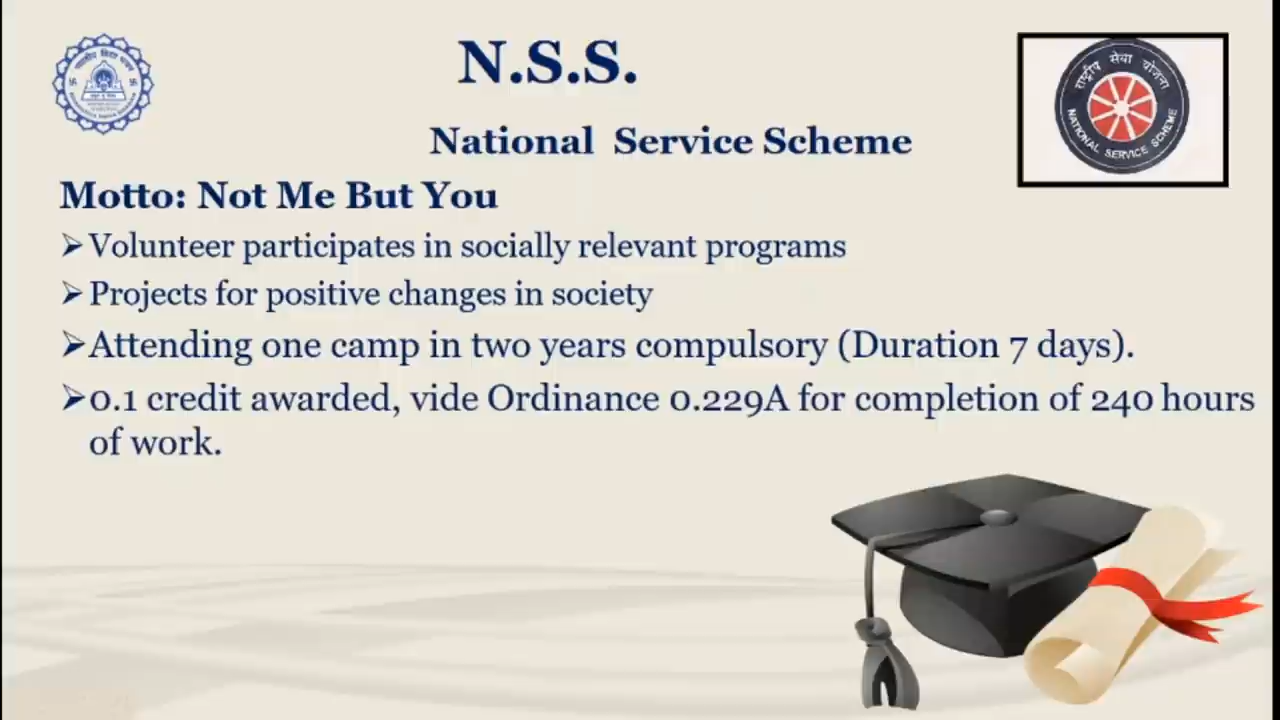 N.S.S.
राष्ट्रीय सेवा योजना
NATIONAL SERVICE SCHEME
National Service Scheme
Motto: Not Me But You
➢Volunteer participates in socially relevant programs
➢Projects for positive changes in society
➢Attending one camp in two years compulsory (Duration 7 days).
➢0.1 credit awarded, vide Ordinance 0.229A for completion of 240 hours
of work.